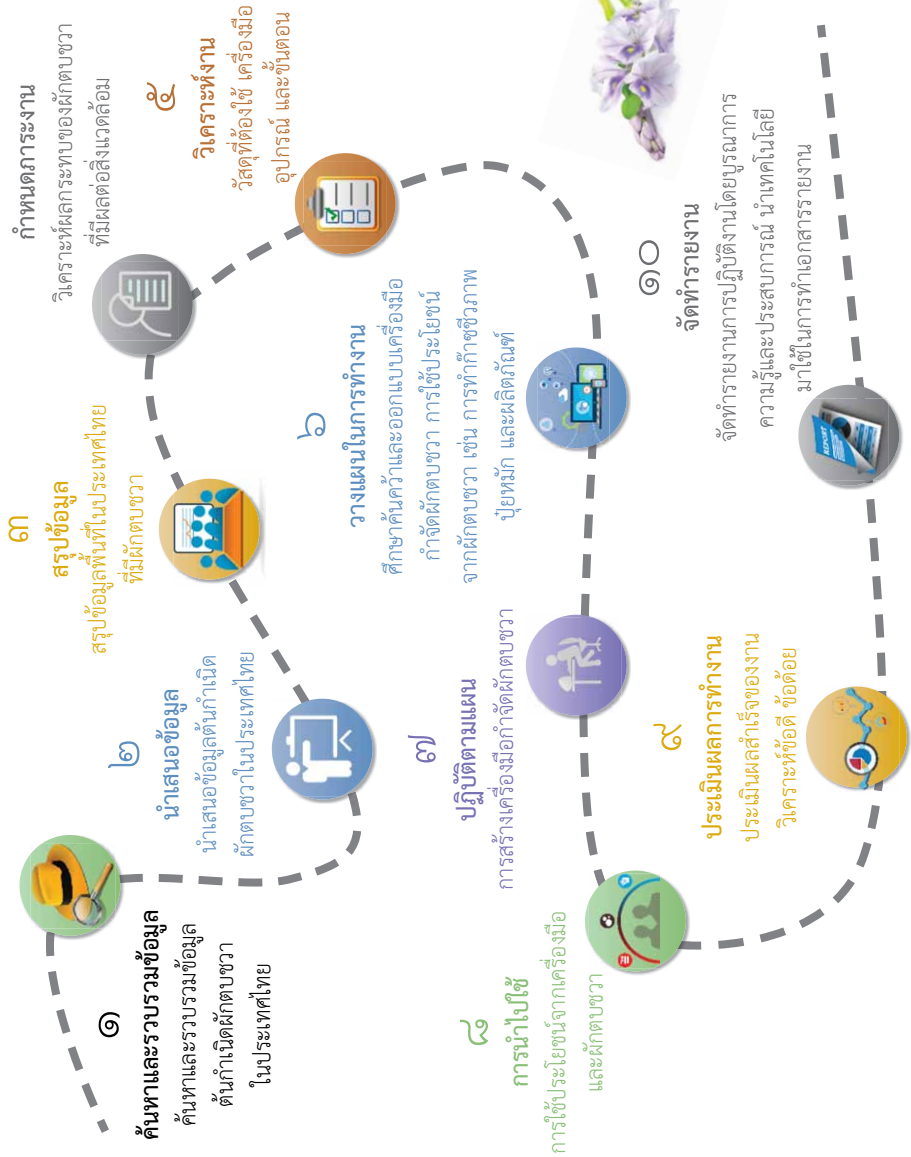 ๑
ค้นหาและรวบรวมข้อมูล
ค้นหาและรวบรวมข้อมูล
ต้นกำเนิดผักตบชวา
ในประเทศไทย
๒
นำเสนอข้อมูล
นำเสนอข้อมูลต้นกำเนิด
ผักตบชวาในประเทศไทย
๓
สรุปข้อมูล
สรุปข้อมูลพื้นที่ในประเทศไทย
ที่มีผักตบชวา
กำหนดภาระงาน
วิเคราะห์ผลกระทบของผักตบชวา
ที่มีผลต่อสิ่งแวดล้อม
๕
วิเคราะห์งาน
วัสดุที่ต้องใช้ เครื่องมือ
อุปกรณ์ และขั้นตอน
๖
วางแผนในการทำงาน
ศึกษาค้นคว้าและออกแบบเครื่องมือ
กำจัดผักตบชวา การใช้ประโยชน์
จากผักตบชวา เช่น การทำก๊าซชีวภาพ
ปุ๋ยหมัก และผลิตภัณฑ์
๗
ปฏิบัติตามแผน
การสร้างเครื่องมือกำจัดผักตบชวา
๘
การนำไปใช้
การใช้ประโยชน์จากเครื่องมือ
และผักตบชวา
๙
ประเมินผลการทำงาน
ประเมินผลสำเร็จของงาน
วิเคราะห์ข้อดี ข้อด้อย
๑๐
จัดทำรายงาน
จัดทำรายงานการปฏิบัติงานโดยบูรณาการ
ความรู้และประสบการณ์ นำเทคโนโลยี
มาใช้ในการทำเอกสารรายงาน
REPORT